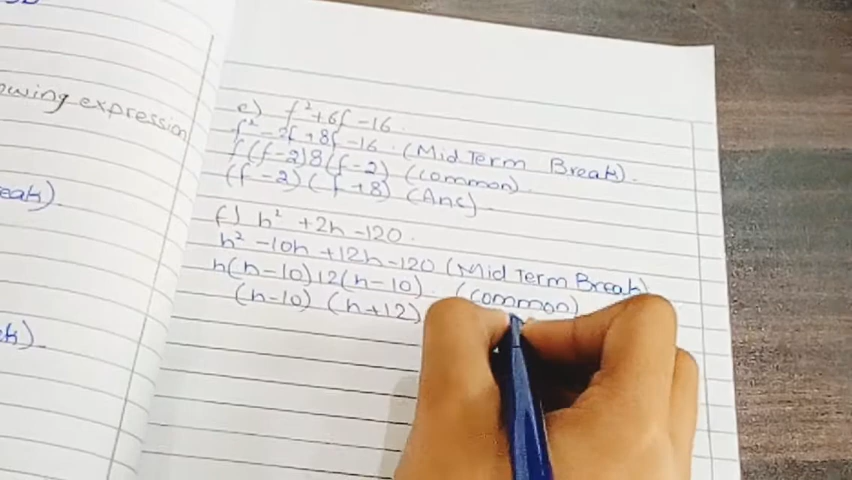 owing expression
eak)
k)
e) f² + 6f - 16
f² - 2f + 8f - 16 . (Mid Term Break).
f(f-2)8(f-2) (common)
(f-2)(f+8) (Ans)
f) h² + 2h - 120.
h² - 10h + 12h - 120 (Mid Term Break)
h(h-10)12(h-10). (common)
(h-10) (h+12)